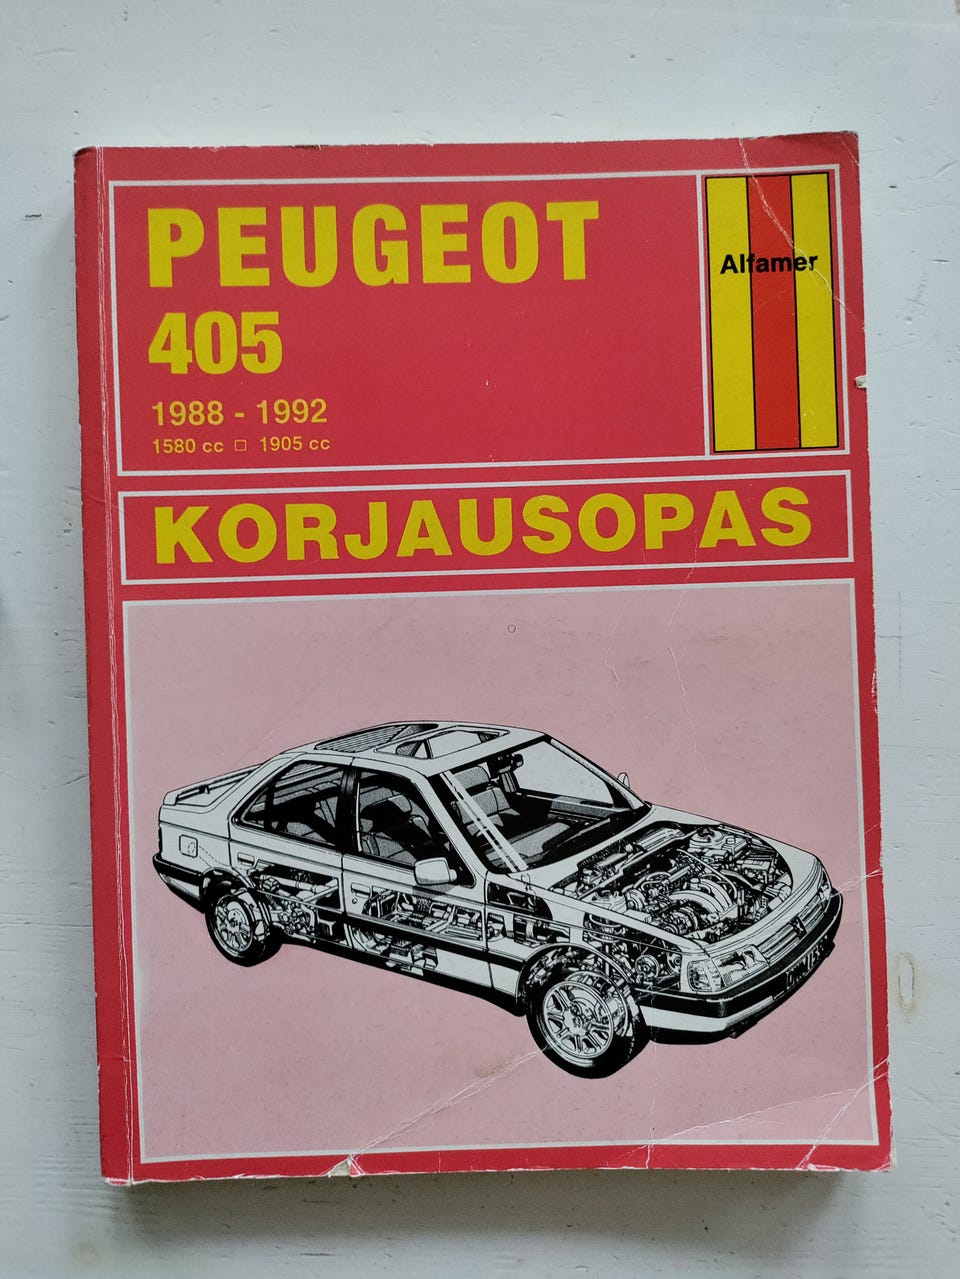 PEUGEOT
405
1988 - 1992
1580 cc □ 1905 cc
Alfamer
KORJAUSOPAS